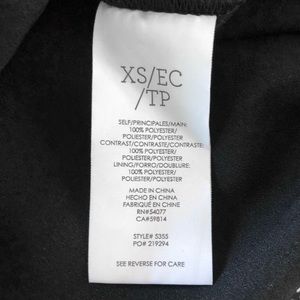 XS/EC
/TP
SELF/PRINCIPALES/MAIN:
100% POLYESTER/
POLIESTER/POLYESTER
CONTRAST/CONTRASTE/CONTRASTE:
100% POLYESTER/
POLIESTER/POLYESTER
LINING/FORRO/DOUBLURE:
100% POLYESTER/
POLIESTER/POLYESTER
MADE IN CHINA
HECHO EN CHINA
FABRIQUÉ EN CHINE
RN#54077
CA#59814
STYLE# 5355
PO# 219294
SEE REVERSE FOR CARE